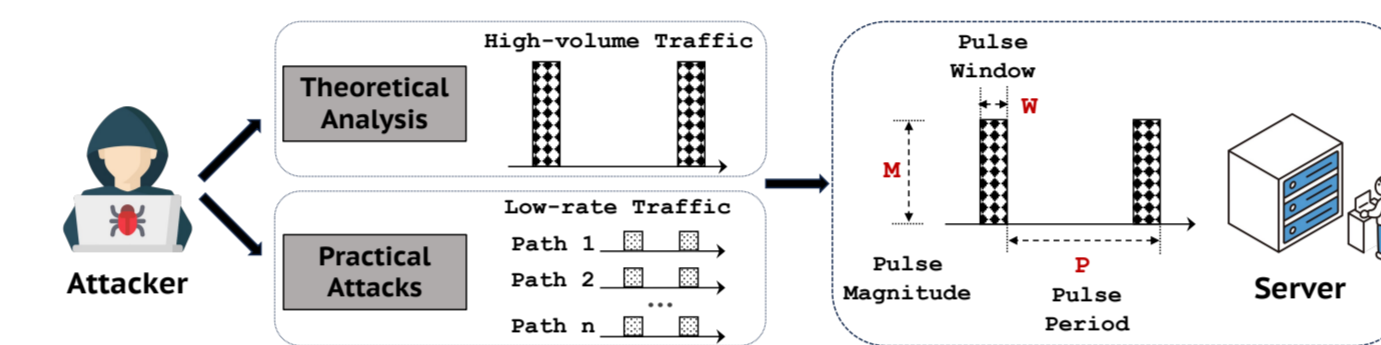 Attacker
Theoretical
Analysis
High-volume Traffic
Practical
Attacks
Low-rate Traffic
Path 1
Path 2
...
Path n
Pulse
Window
W
M
Pulse
Magnitude
P
Pulse
Period
Server